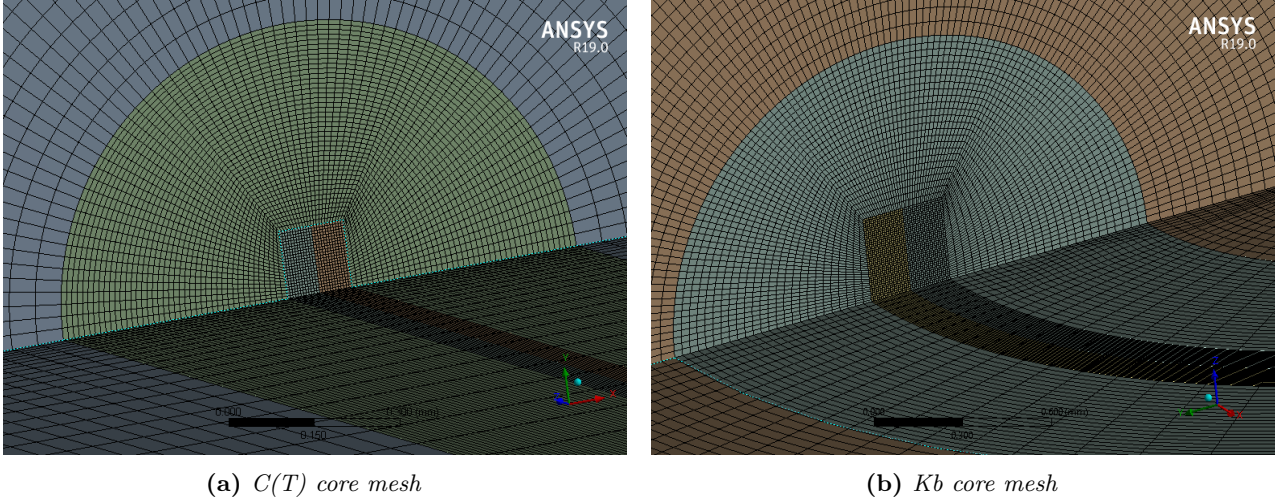 ANSYS
R19.0
0.000
0.300 (mm)
0.150
Y
X
ANSYS
R19.0
0.000
0.600 (mm)
0.300
(a) C(T) core mesh
(b) Kb core mesh